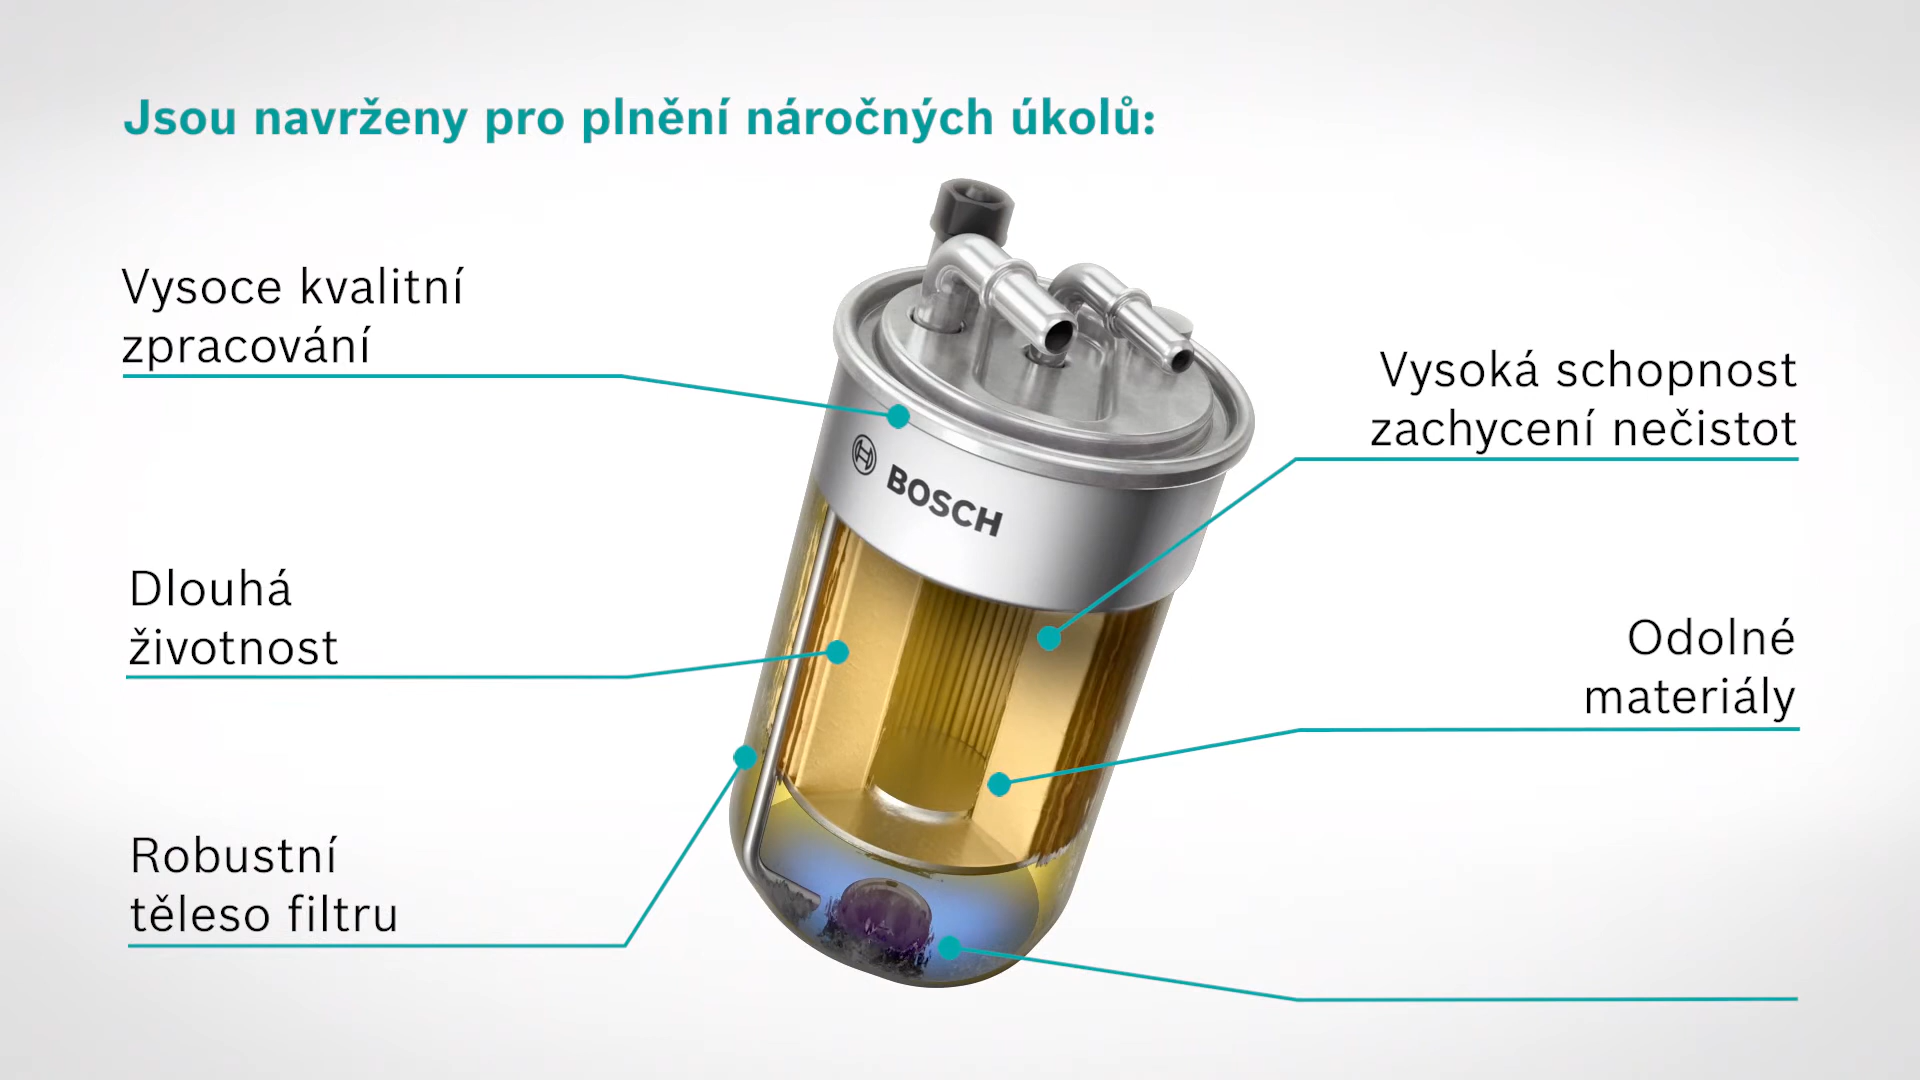 Jsou navrženy pro plnění náročných úkolů:
Vysoce kvalitní
zpracování
Vysoká schopnost
zachycení nečistot
BOSCH
Dlouhá
životnost
Odolné
materiály
Robustní
těleso filtru